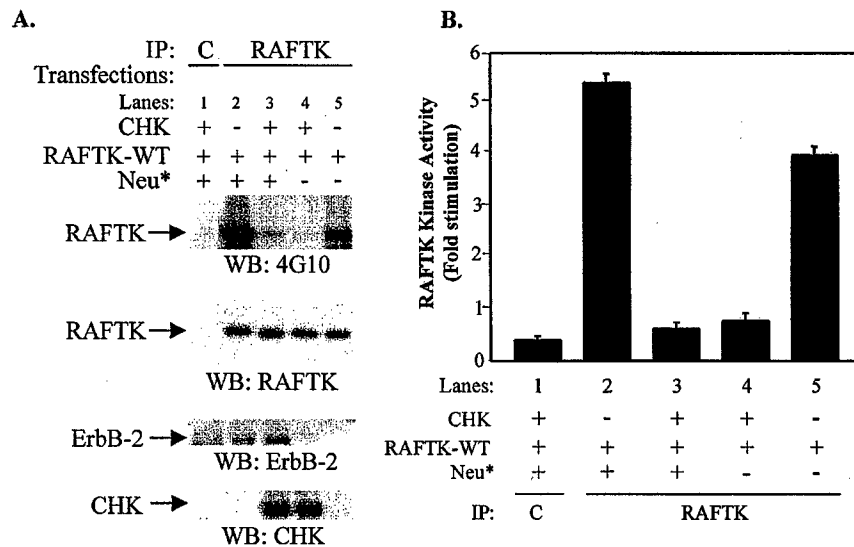 A.
IP: C RAFTK
Transfections:
Lanes: 1 2 3 4 5
CHK + - + + -
RAFTK-WT + + + + +
Neu* + + + - -
RAFTK
WB: 4G10
RAFTK
WB: RAFTK
ErbB-2
WB: ErbB-2
CHK
WB: CHK
B.
RAFTK Kinase Activity
(Fold stimulation)
6
5
4
3
2
1
0
Lanes: 1 2 3 4 5
CHK + - + + -
RAFTK-WT + + + + +
Neu* + + + - -
IP: C RAFTK